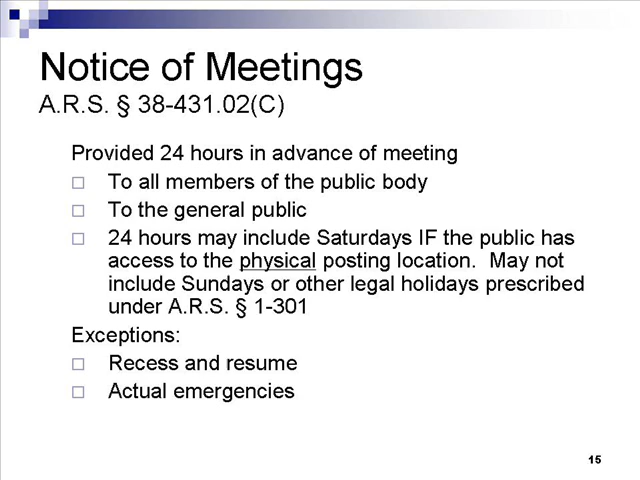 Notice of Meetings
A.R.S. § 38-431.02(C)
Provided 24 hours in advance of meeting
To all members of the public body
To the general public
24 hours may include Saturdays IF the public has
access to the physical posting location.  May not
include Sundays or other legal holidays prescribed
under A.R.S. § 1-301
Exceptions:
Recess and resume
Actual emergencies
15